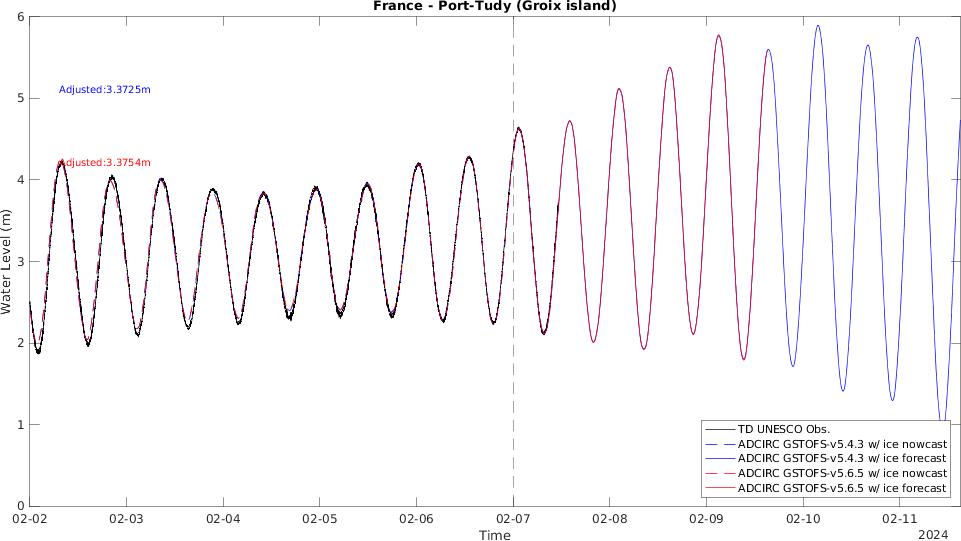 France - Port-Tudy (Groix island)
6
5
4
3
2
1
0
Water Level (m)
Adjusted:3.3725m
Adjusted:3.3754m
TD UNESCO Obs.
ADCIRC GSTOFS-v5.4.3 w/ ice nowcast
ADCIRC GSTOFS-v5.4.3 w/ ice forecast
ADCIRC GSTOFS-v5.6.5 w/ ice nowcast
ADCIRC GSTOFS-v5.6.5 w/ ice forecast
02-02 02-03 02-04 02-05 02-06 02-07 02-08 02-09 02-10 02-11
Time
2024